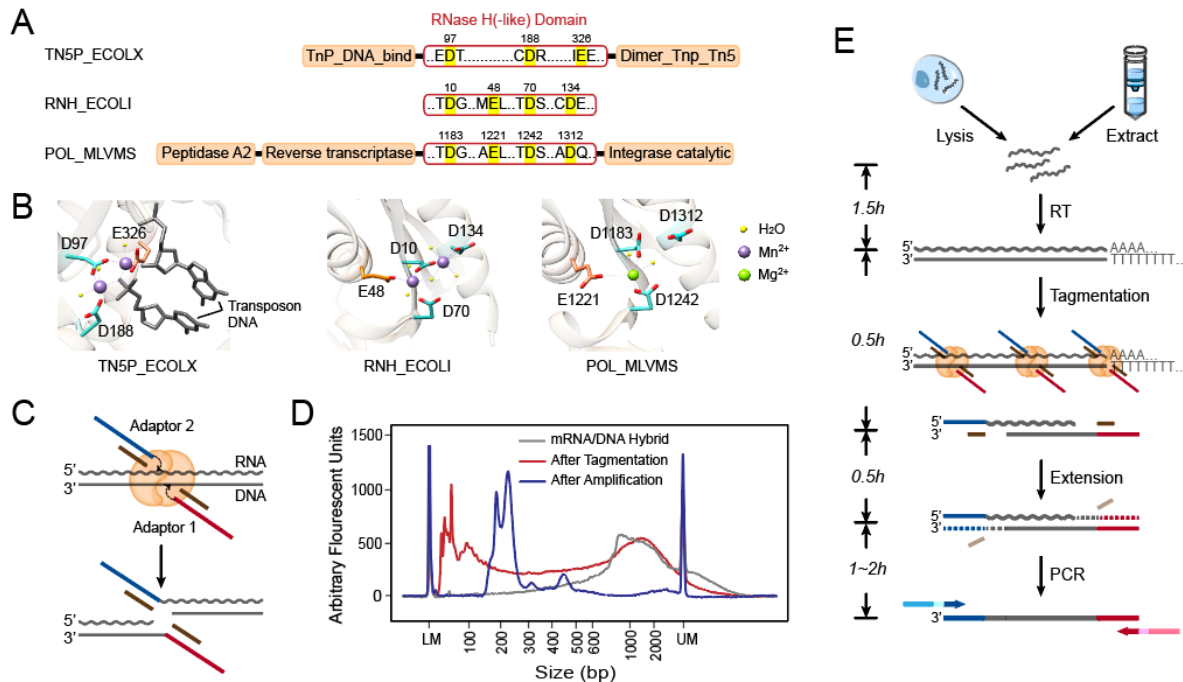 A
RNase H(-like) Domain
TN5P_ECOLX
97 188 326
TnP_DNA_bind ..EDT............CDR......IEE.. Dimer_Tnp_Tn5
RNH_ECOLI
10 48 70 134
..TDG..MEL..TDS..CDE..
POL_MLVMS
1183 1221 1242 1312
Peptidase A2 Reverse transcriptase ..TDG..AEL..TDS..ADQ.. Integrase catalytic
B
D97 E326 D188
Transposon
DNA
TN5P_ECOLX
D10 D134 E48 D70
RNH_ECOLI
D1183 D1312 E1221 D1242
POL_MLVMS
H2O
Mn2+
Mg2+
C
Adaptor 2
5' RNA
3' DNA
Adaptor 1
5'
3'
D
Arbitrary Flourescent Units
1500
1000
500
0
mRNA/DNA Hybrid
After Tagmentation
After Amplification
LM 100 200 300 400 500 600 1000 2000 UM
Size (bp)
E
Lysis Extract
1.5h
RT
5' AAAA...
3' TTTTTTT..
Tagmentation
0.5h
5' AAAA...
3' TTTTTTT..
5'
3'
0.5h
Extension
5'
3'
1~2h
PCR
3'